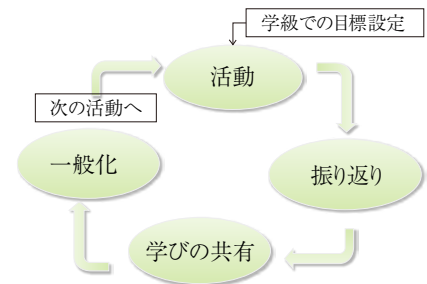 学級での目標設定
活動
次の活動へ
一般化
振り返り
学びの共有